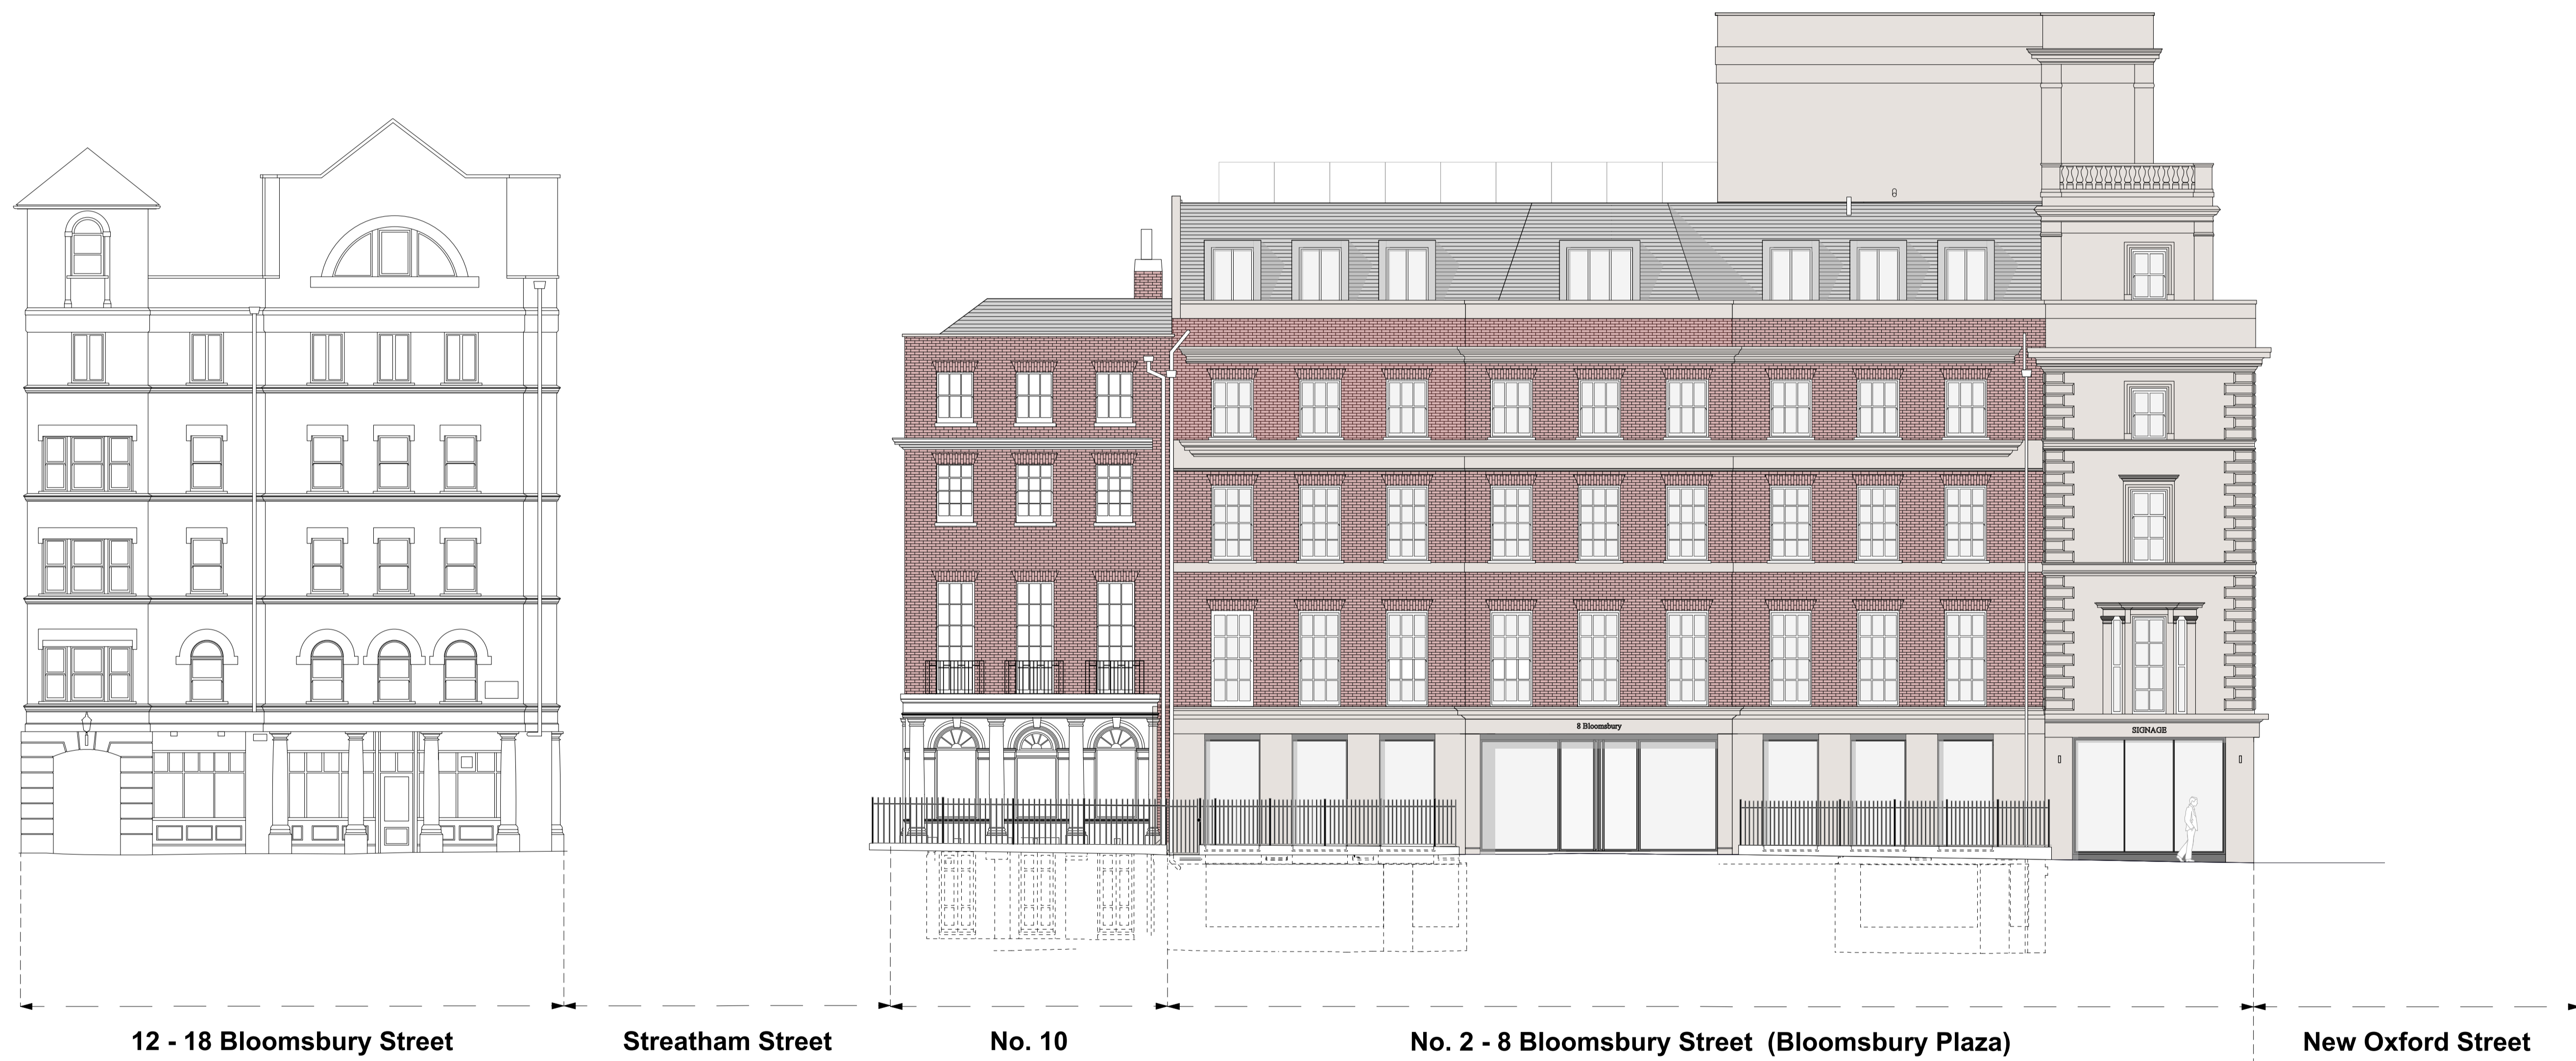 8 Bloomsbury
SIGNAGE
12 - 18 Bloomsbury Street
Streatham Street
No. 10
No. 2 - 8 Bloomsbury Street (Bloomsbury Plaza)
New Oxford Street